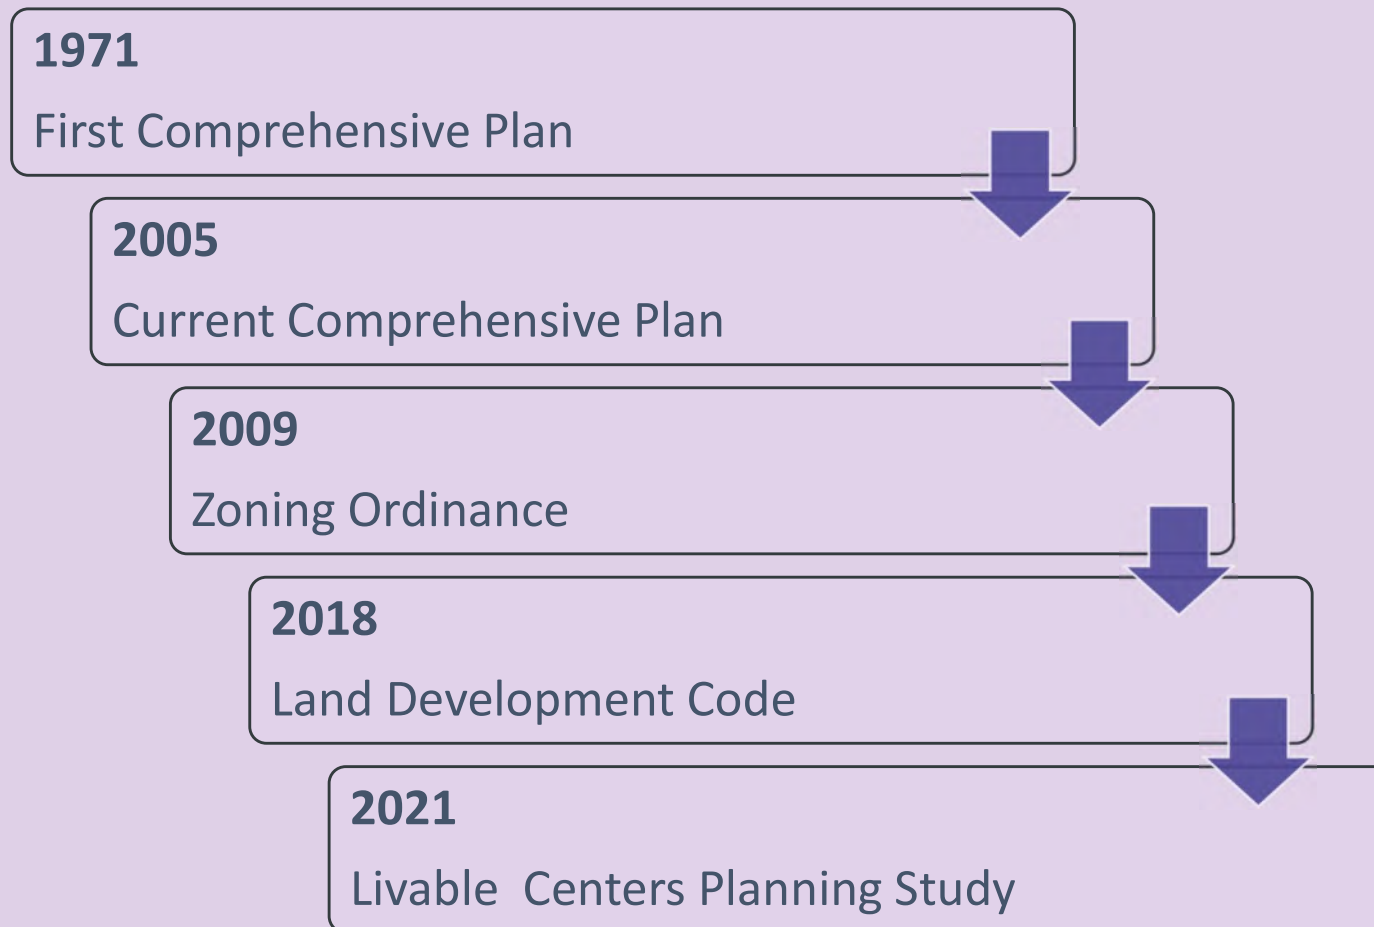 1971
First Comprehensive Plan
2005
Current Comprehensive Plan
2009
Zoning Ordinance
2018
Land Development Code
2021
Livable  Centers Planning Study